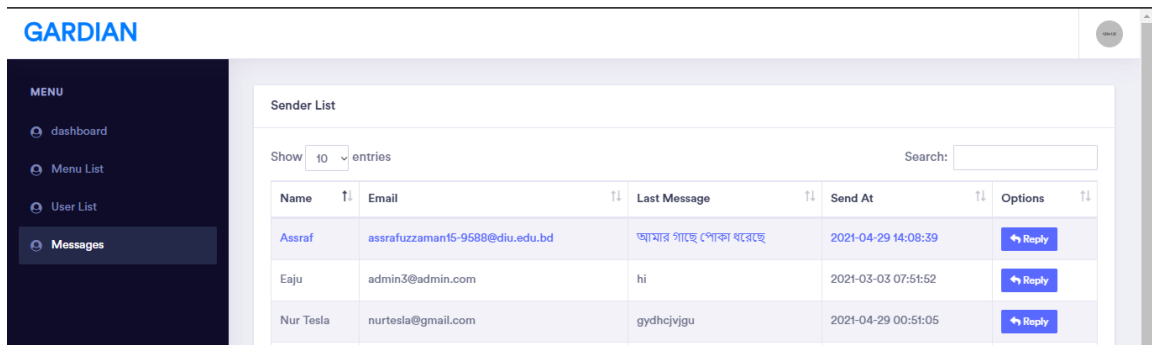 GARDIAN
MENU
dashboard
Menu List
User List
Messages
Sender List
Show 10 entries Search:
Name Email Last Message Send At Options
Assraf assrafuzzaman15-9588@diu.edu.bd আমার গাছে পোকা ধরেছে 2021-04-29 14:08:39 Reply
Eaju admin3@admin.com hi 2021-03-03 07:51:52 Reply
Nur Tesla nurtesla@gmail.com gydhcjvjgu 2021-04-29 00:51:05 Reply